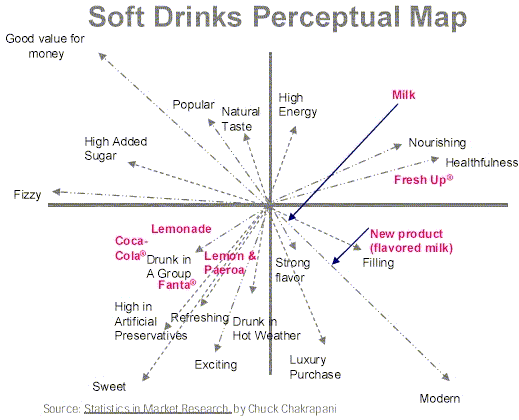 Soft Drinks Perceptual Map
Good value for
money
Popular
Natural
Taste
High
Energy
Milk
High Added
Sugar
Nourishing
Healthfulness
Fresh Up®
Fizzy
Lemonade
Coca-
Cola®
Drunk in
A Group
Fanta®
Lemon &
Paeroa
Strong
flavor
New product
(flavored milk)
Filling
High in
Artificial
Preservatives
Refreshing
Drunk in
Hot Weather
Exciting
Luxury
Purchase
Sweet
Modern
Source: Statistics in Market Research, by Chuck Chakrapani